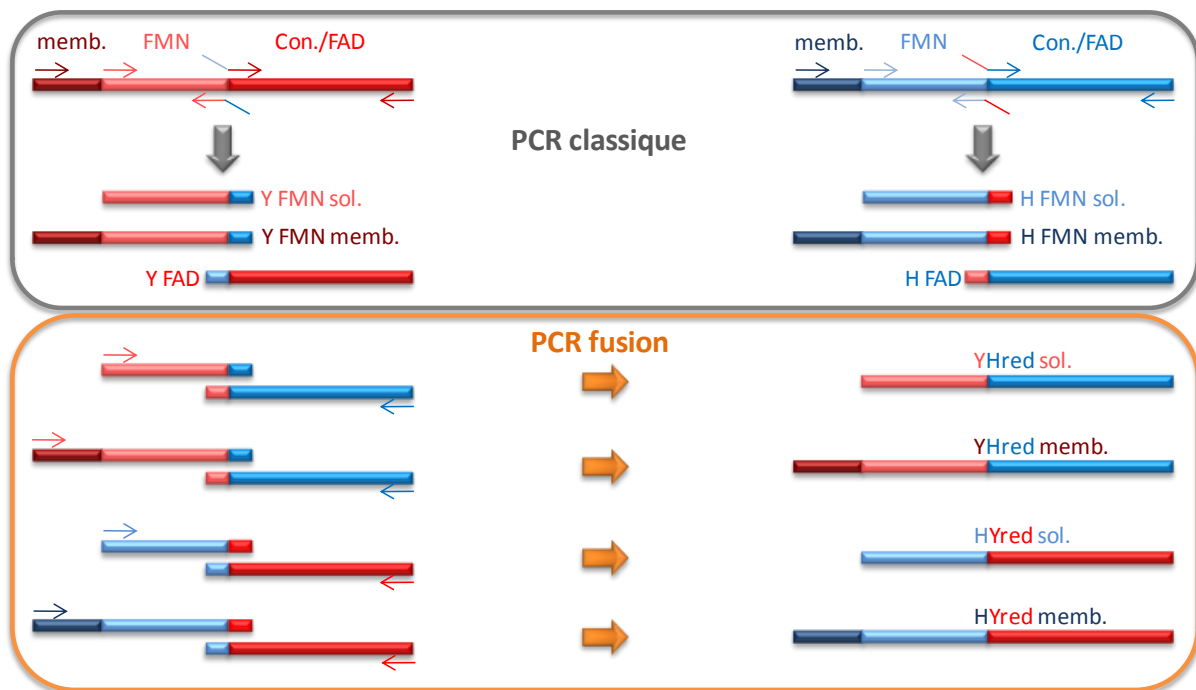 memb. FMN Con./FAD
memb. FMN Con./FAD
PCR classique
Y FMN sol.
Y FMN memb.
Y FAD
H FMN sol.
H FMN memb.
H FAD
PCR fusion
YHred sol.
YHred memb.
HYred sol.
HYred memb.